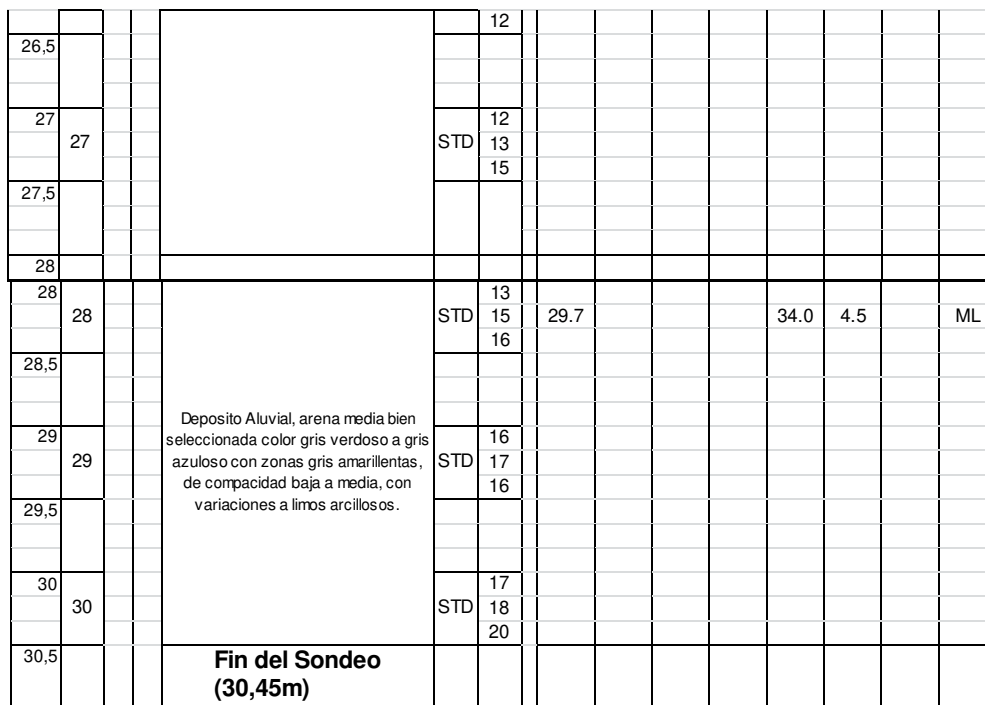 12
26,5
27 12
27 STD 13
15
27,5
28
28 13
28 STD 15 29.7 34.0 4.5 ML
16
28,5
Deposito Aluvial, arena media bien
29 seleccionada color gris verdoso a gris 16
29 azuloso con zonas gris amarillentas, STD 17
de compacidad baja a media, con 16
29,5 variaciones a limos arcillosos.
30 17
30 STD 18
20
30,5 Fin del Sondeo
(30,45m)